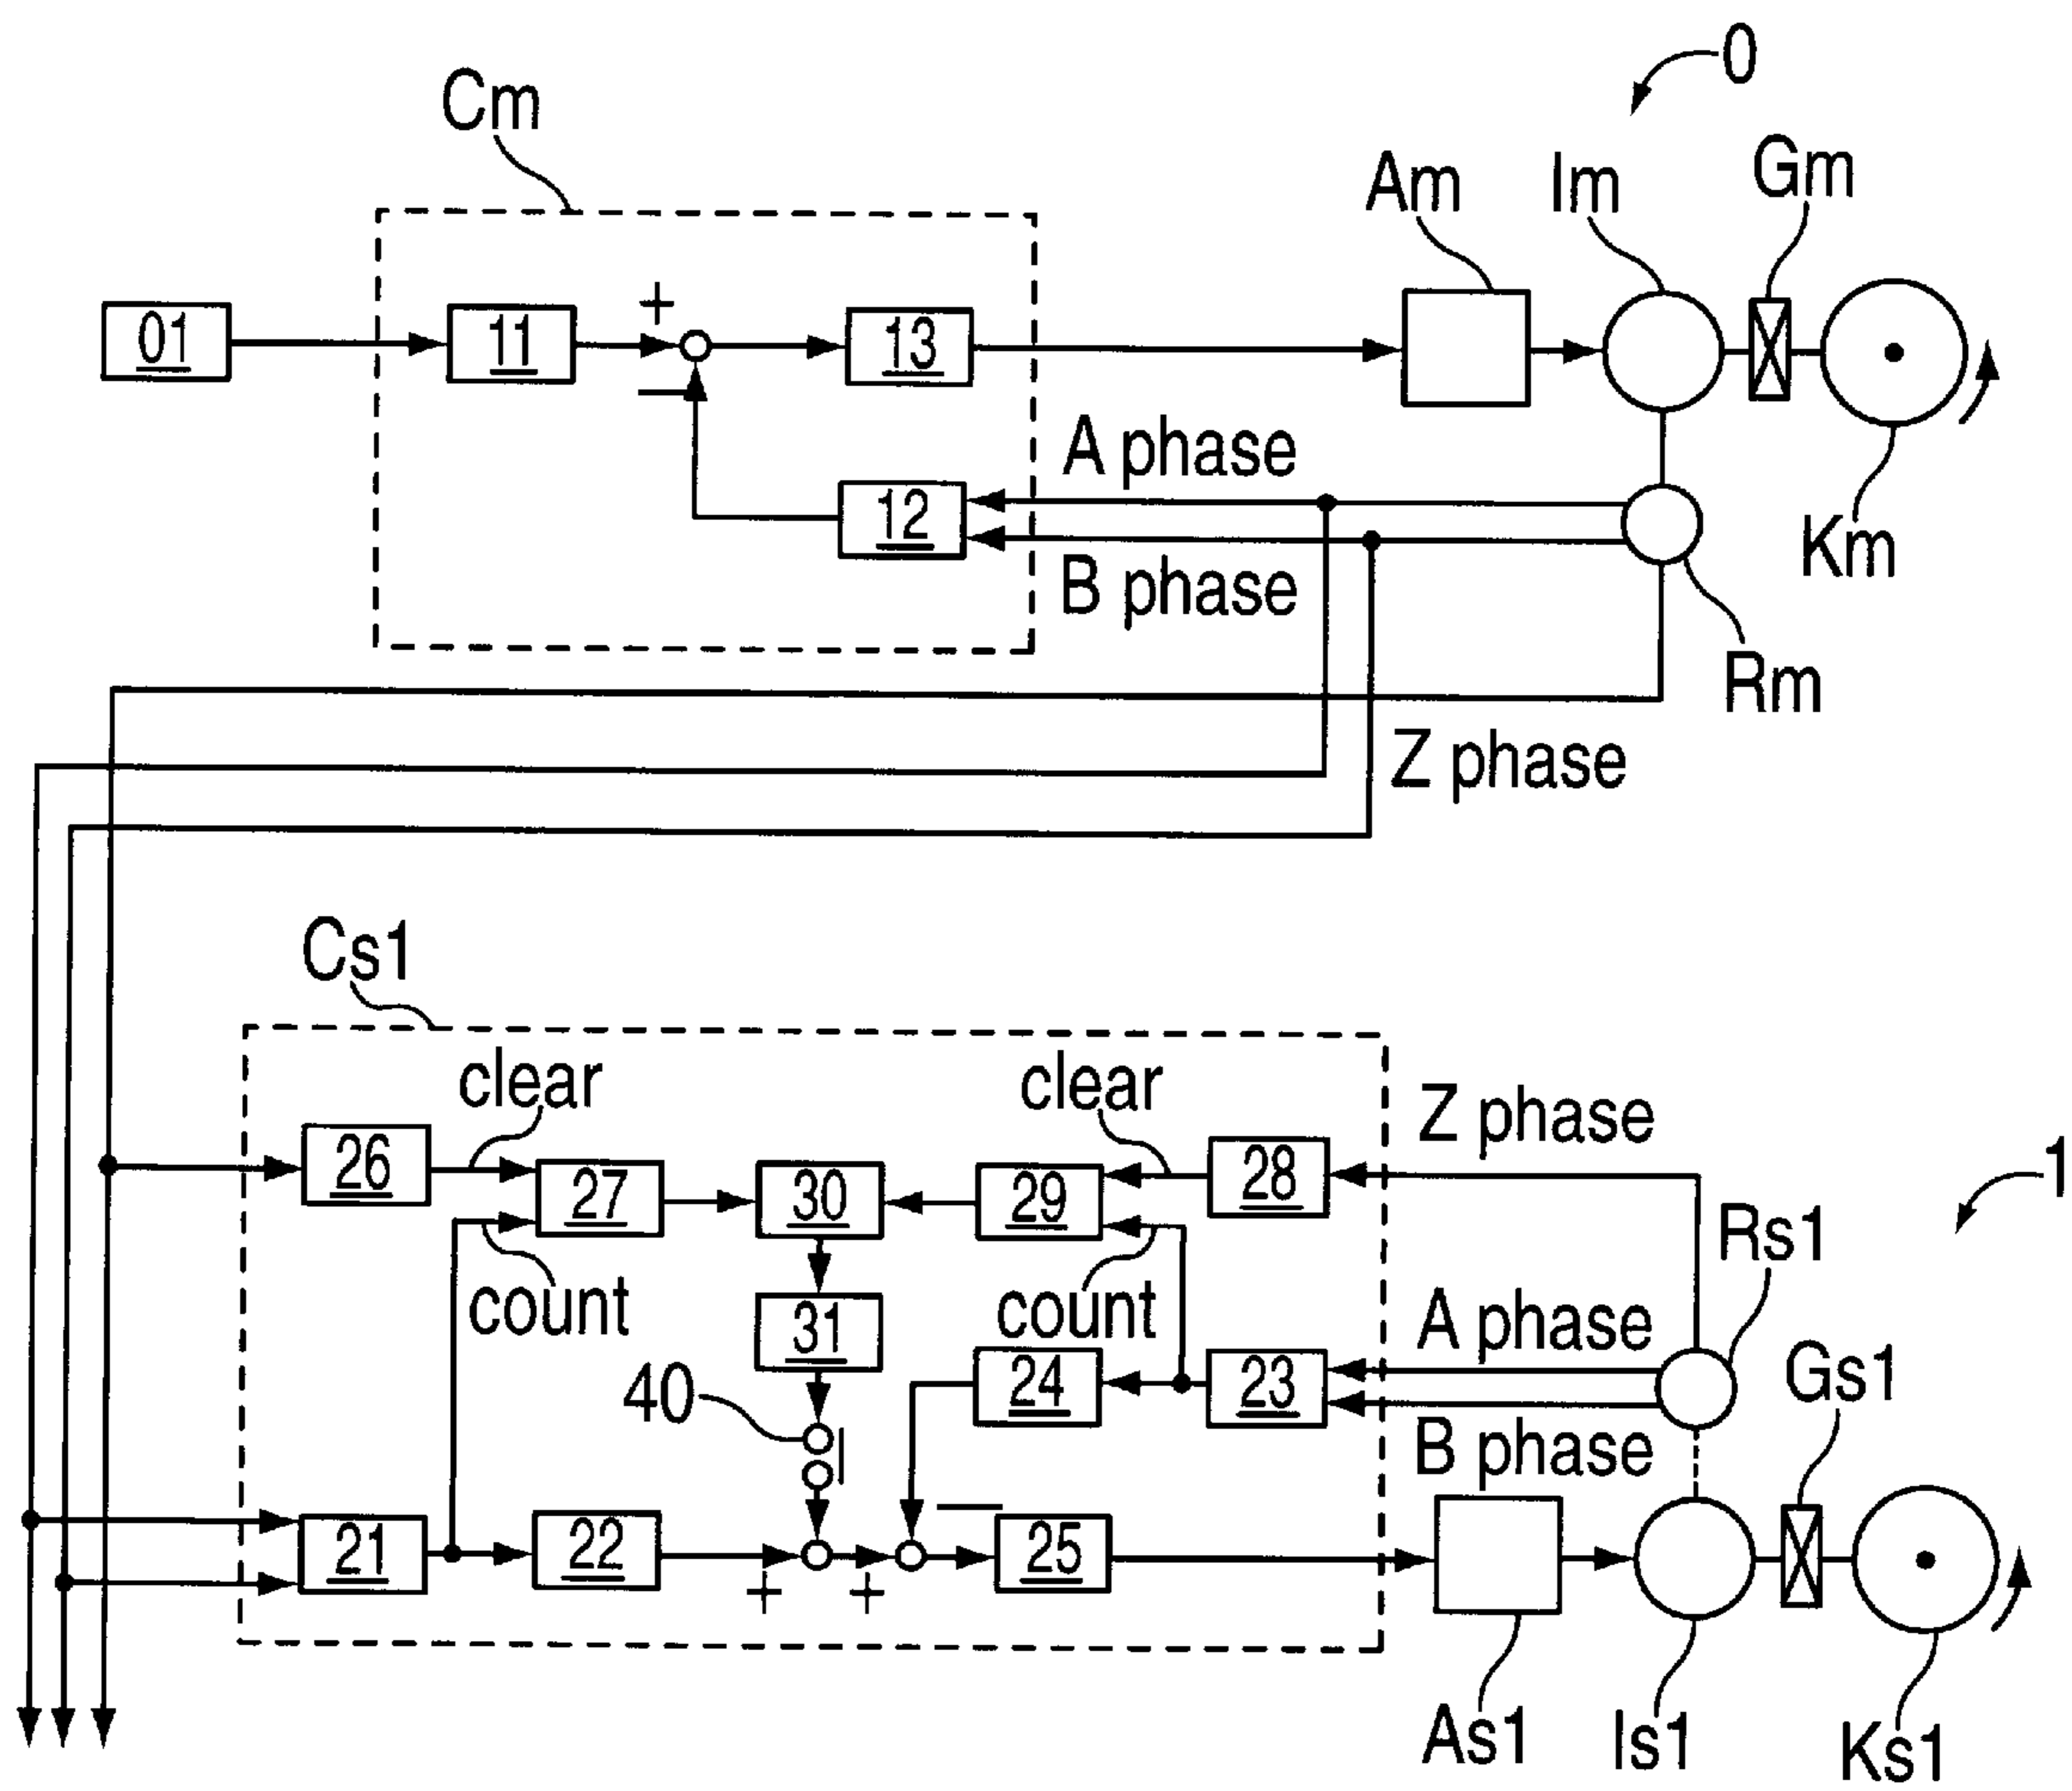 0
Cm
Am
Im
Gm
01
11
+
13
−
A phase
12
B phase
Km
Rm
Z phase
Cs1
clear
clear
Z phase
1
26
27
30
29
28
Rs1
count
31
count
A phase
Gs1
40
24
23
B phase
−
21
22
25
+
+
As1
Is1
Ks1